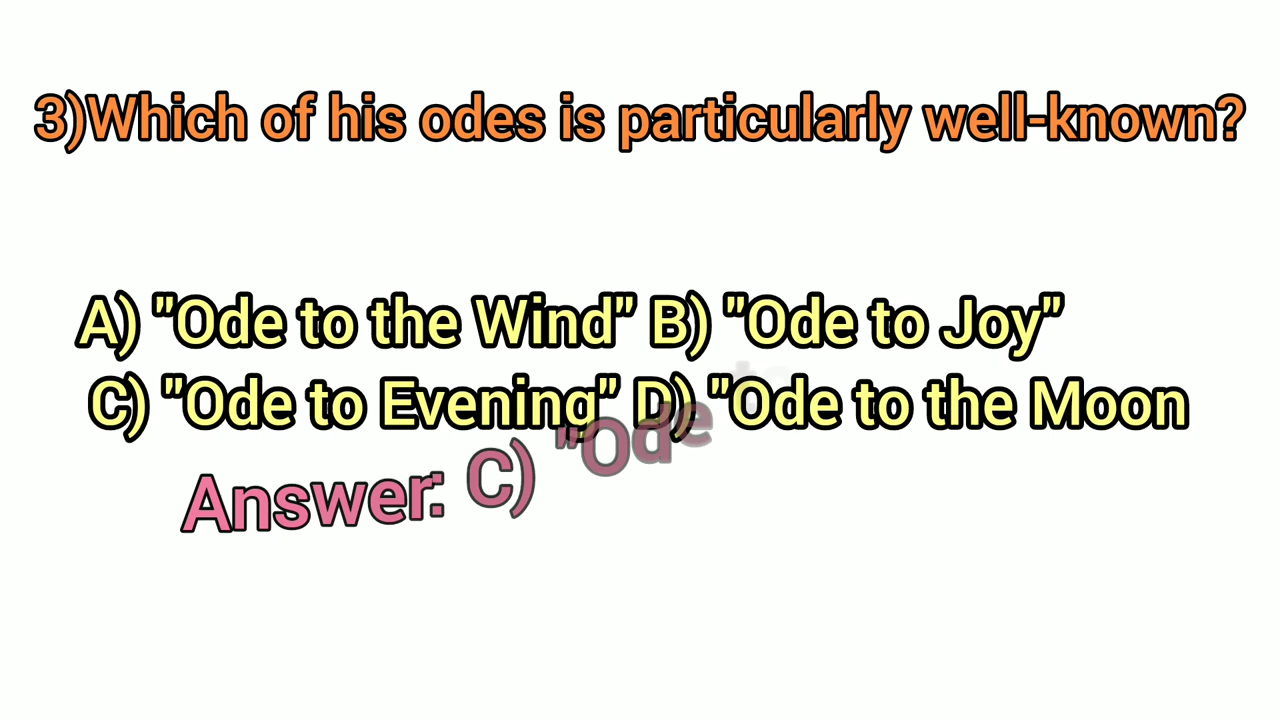 3)Which of his odes is particularly well-known?
A) "Ode to the Wind" B) "Ode to Joy"
C) "Ode to Evening" D) "Ode to the Moon
Answer: C) "Ode to